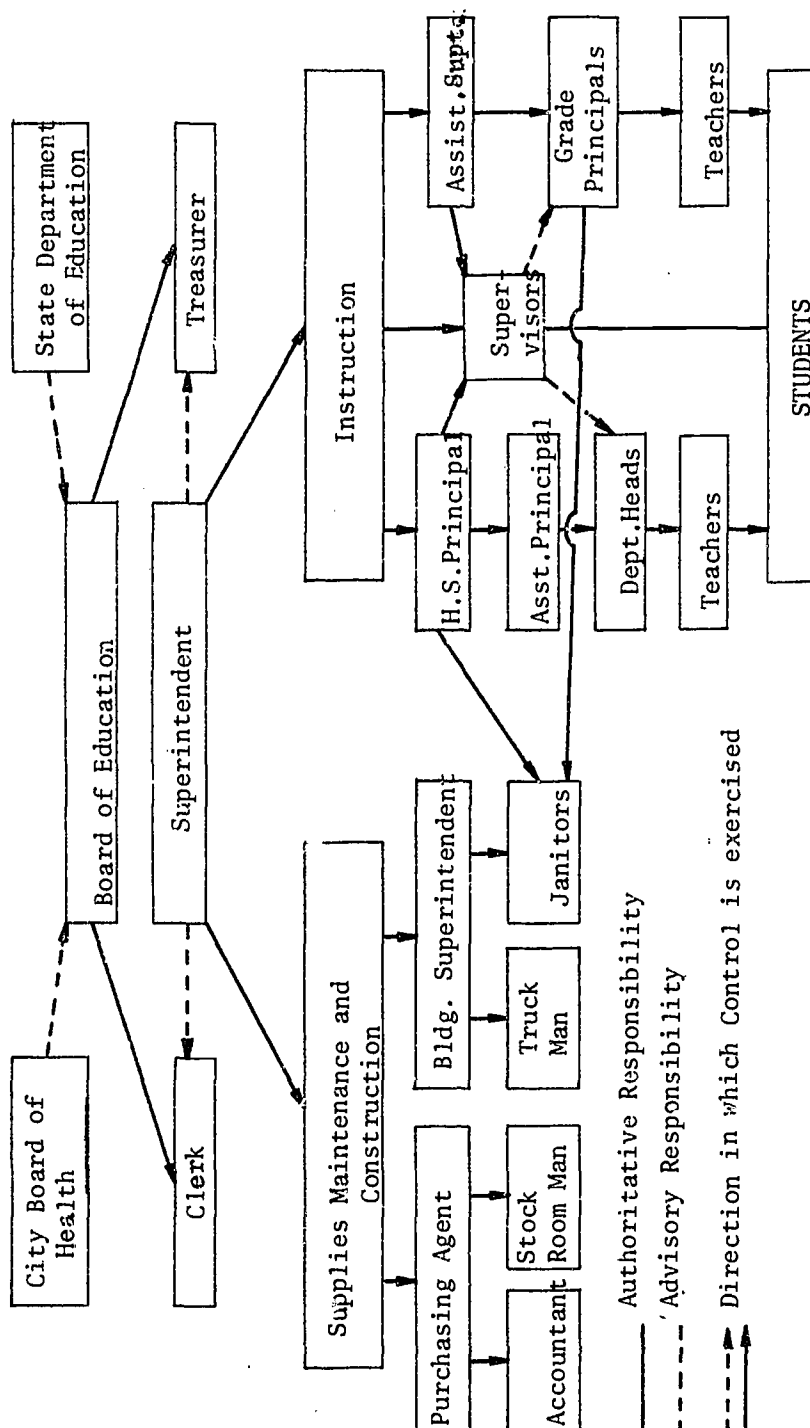 City Board of
Health
State Department
of Education
Board of Education
Superintendent
Clerk
Treasurer
Supplies Maintenance and
Construction
Instruction
Purchasing Agent
Bldg. Superintendent
H.S.Principal
Super-
visors
Assist.Supts.
Accountant
Stock
Room Man
Truck
Man
Janitors
Asst.Principal
Grade
Principals
Dept.Heads
Teachers
Teachers
STUDENTS
Authoritative Responsibility
Advisory Responsibility
Direction in which Control is exercised